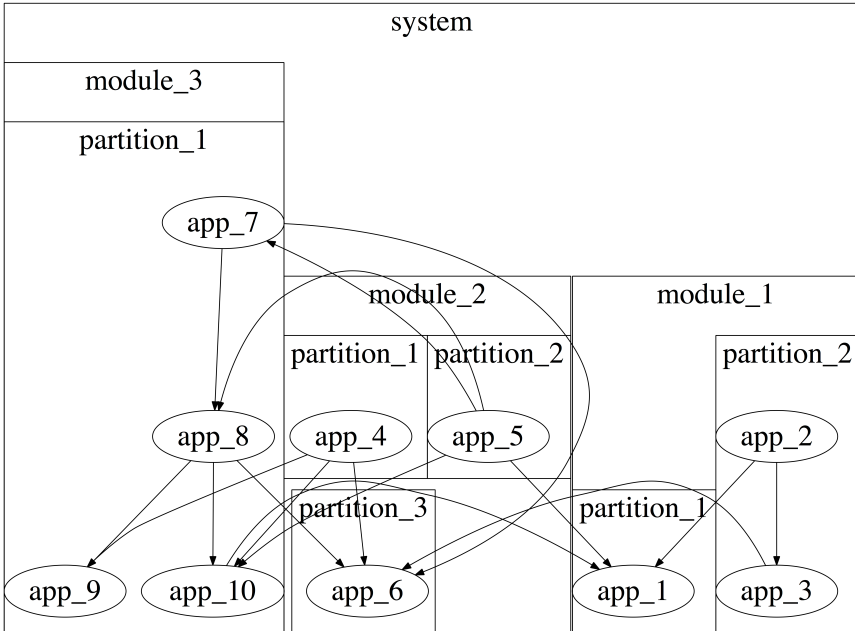 system
module_3
partition_1
app_7
module_2
module_1
partition_1
partition_2
partition_2
app_8
app_4
app_5
app_2
partition_3
partition_1
app_9
app_10
app_6
app_1
app_3